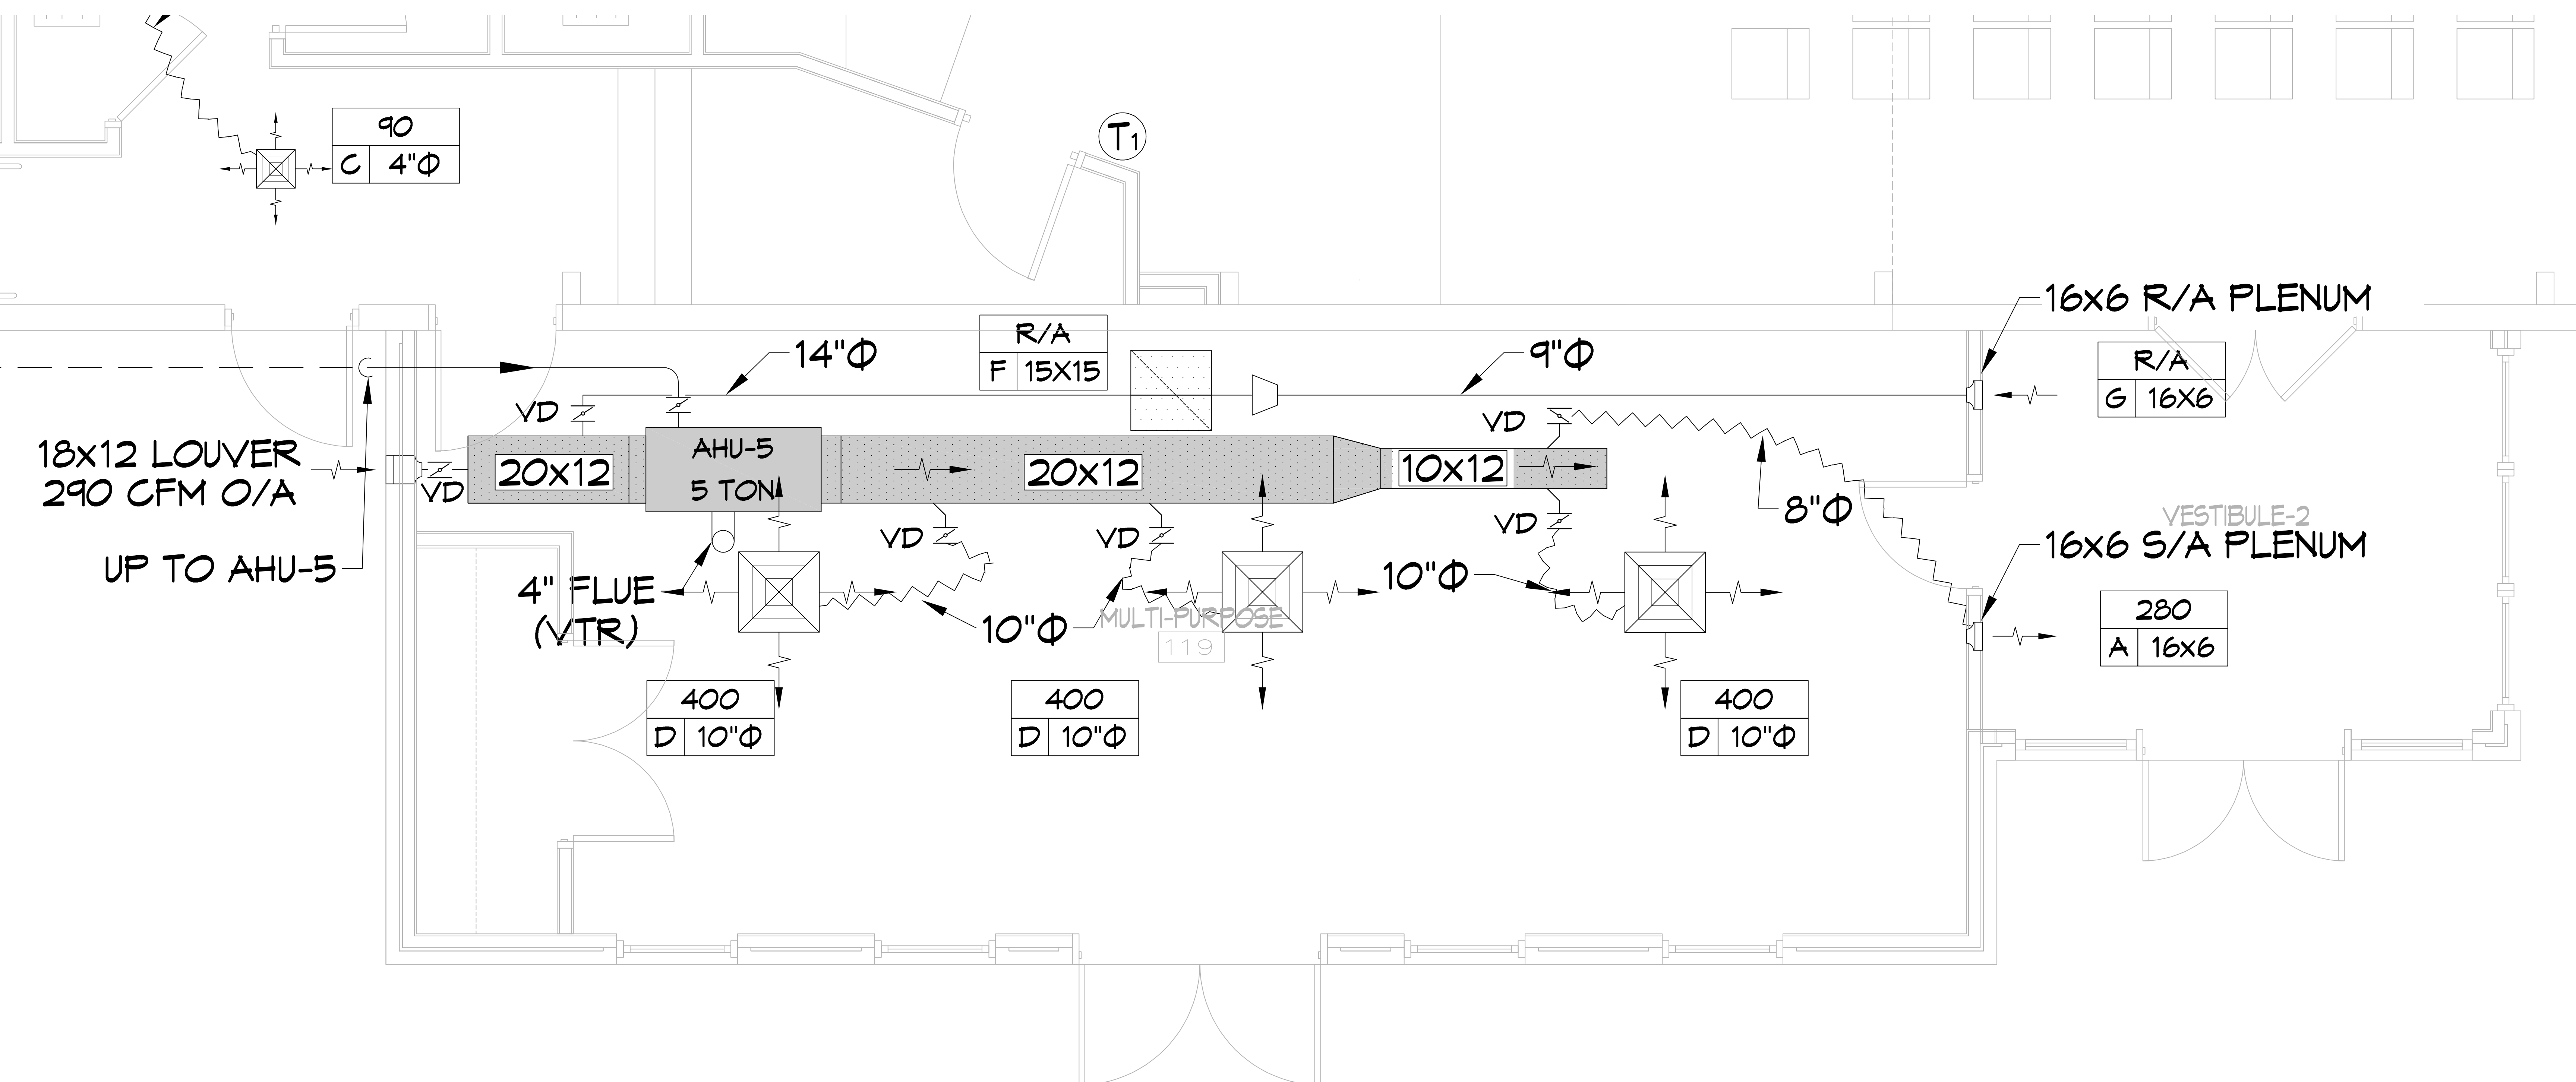 90
C 4"Φ
T1
16x6 R/A PLENUM
R/A
F 15X15
14"Φ
9"Φ
R/A
G 16X6
VD
VD
18x12 LOUVER
290 CFM O/A
VD
20x12
AHU-5
5 TON
20x12
10x12
8"Φ
VESTIBULE-2
16x6 S/A PLENUM
UP TO AHU-5
VD
VD
VD
4" FLUE
(VTR)
10"Φ
10"Φ
MULTI-PURPOSE
119
280
A 16X6
400
D 10"Φ
400
D 10"Φ
400
D 10"Φ